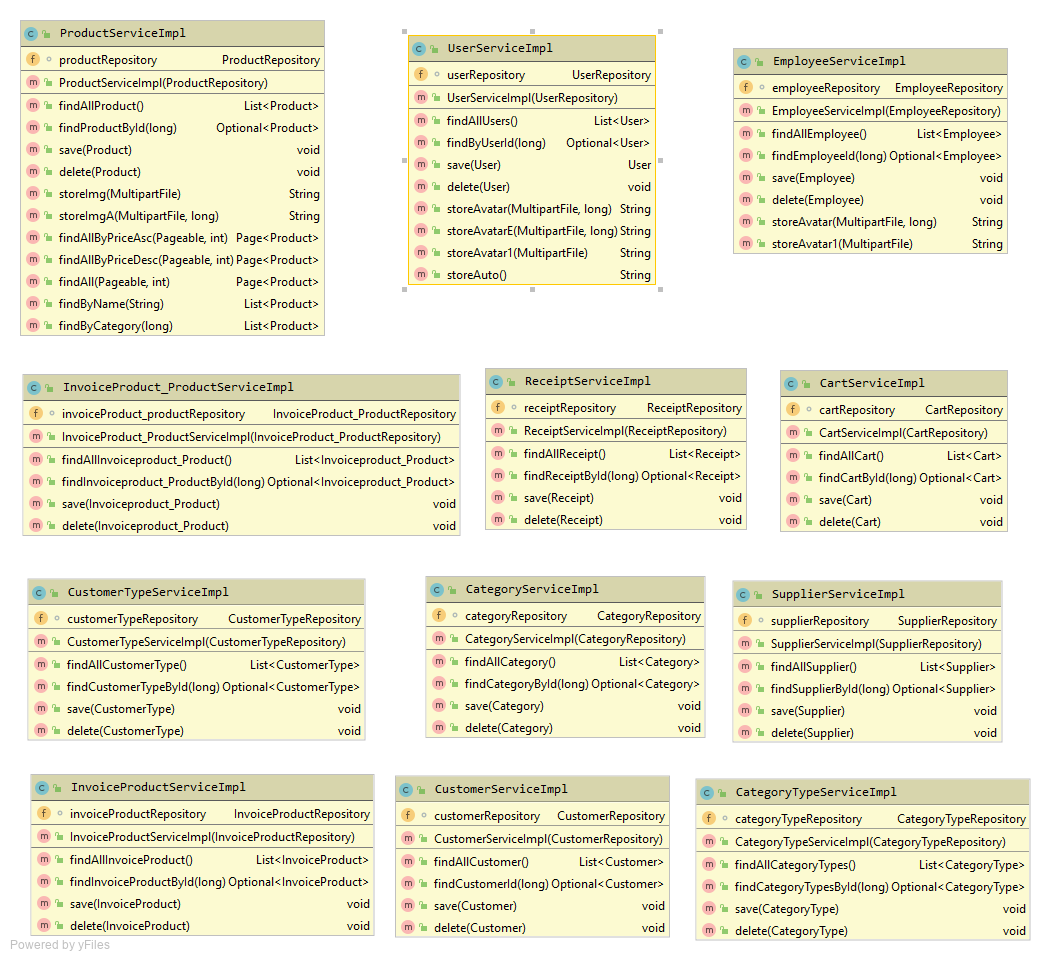 ProductServiceImpl
productRepository ProductRepository
ProductServiceImpl(ProductRepository)
findAllProduct() List<Product>
findProductById(long) Optional<Product>
save(Product) void
delete(Product) void
storeImg(MultipartFile) String
storeImgA(MultipartFile, long) String
findAllByPriceAsc(Pageable, int) Page<Product>
findAllByPriceDesc(Pageable, int) Page<Product>
findAll(Pageable, int) Page<Product>
findByName(String) List<Product>
findByCategory(long) List<Product>
UserServiceImpl
userRepository UserRepository
UserServiceImpl(UserRepository)
findAllUsers() List<User>
findByUserId(long) Optional<User>
save(User) User
delete(User) void
storeAvatar(MultipartFile, long) String
storeAvatarE(MultipartFile, long) String
storeAvatar1(MultipartFile) String
storeAuto() String
EmployeeServiceImpl
employeeRepository EmployeeRepository
EmployeeServiceImpl(EmployeeRepository)
findAllEmployee() List<Employee>
findEmployeeId(long) Optional<Employee>
save(Employee) void
delete(Employee) void
storeAvatar(MultipartFile, long) String
storeAvatar1(MultipartFile) String
InvoiceProduct_ProductServiceImpl
invoiceProduct_productRepository InvoiceProduct_ProductRepository
InvoiceProduct_ProductServiceImpl(InvoiceProduct_ProductRepository)
findAllInvoiceproduct_Product() List<Invoiceproduct_Product>
findInvoiceproduct_ProductById(long) Optional<Invoiceproduct_Product>
save(Invoiceproduct_Product) void
delete(Invoiceproduct_Product) void
ReceiptServiceImpl
receiptRepository ReceiptRepository
ReceiptServiceImpl(ReceiptRepository)
findAllReceipt() List<Receipt>
findReceiptById(long) Optional<Receipt>
save(Receipt) void
delete(Receipt) void
CartServiceImpl
cartRepository CartRepository
CartServiceImpl(CartRepository)
findAllCart() List<Cart>
findCartById(long) Optional<Cart>
save(Cart) void
delete(Cart) void
CustomerTypeServiceImpl
customerTypeRepository CustomerTypeRepository
CustomerTypeServiceImpl(CustomerTypeRepository)
findAllCustomerType() List<CustomerType>
findCustomerTypeById(long) Optional<CustomerType>
save(CustomerType) void
delete(CustomerType) void
CategoryServiceImpl
categoryRepository CategoryRepository
CategoryServiceImpl(CategoryRepository)
findAllCategory() List<Category>
findCategoryById(long) Optional<Category>
save(Category) void
delete(Category) void
SupplierServiceImpl
supplierRepository SupplierRepository
SupplierServiceImpl(SupplierRepository)
findAllSupplier() List<Supplier>
findSupplierById(long) Optional<Supplier>
save(Supplier) void
delete(Supplier) void
InvoiceProductServiceImpl
invoiceProductRepository InvoiceProductRepository
InvoiceProductServiceImpl(InvoiceProductRepository)
findAllInvoiceProduct() List<InvoiceProduct>
findInvoiceProductById(long) Optional<InvoiceProduct>
save(InvoiceProduct) void
delete(InvoiceProduct) void
CustomerServiceImpl
customerRepository CustomerRepository
CustomerServiceImpl(CustomerRepository)
findAllCustomer() List<Customer>
findCustomerId(long) Optional<Customer>
save(Customer) void
delete(Customer) void
CategoryTypeServiceImpl
categoryTypeRepository CategoryTypeRepository
CategoryTypeServiceImpl(CategoryTypeRepository)
findAllCategoryTypes() List<CategoryType>
findCategoryTypesById(long) Optional<CategoryType>
save(CategoryType) void
delete(CategoryType) void
Powered by yFiles